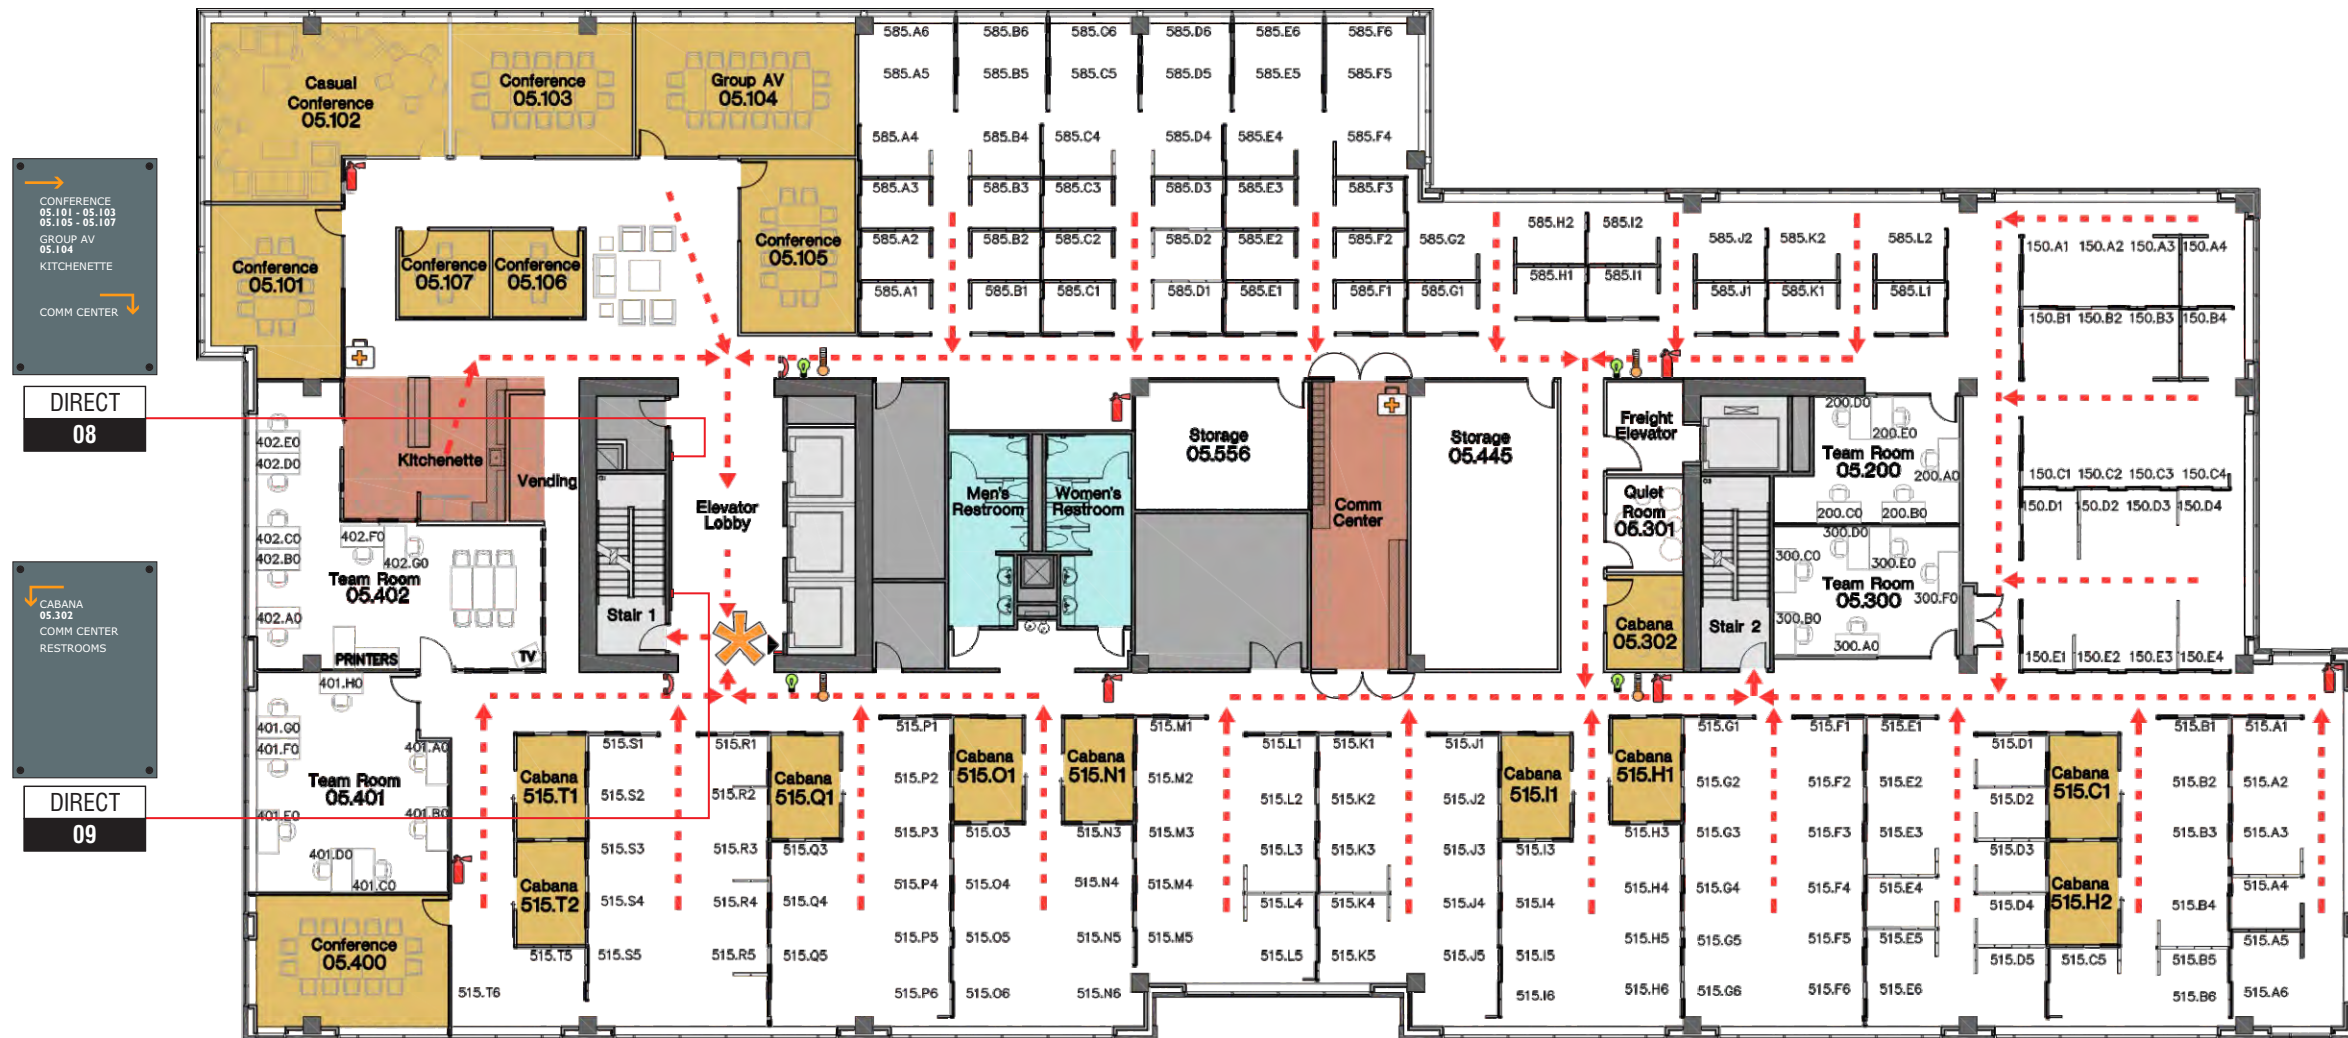 CONFERENCE
05.101 - 05.103
05.105 - 05.107
GROUP AV
05.104
KITCHENETTE
COMM CENTER
DIRECT
08
CABANA
05.302
COMM CENTER
RESTROOMS
DIRECT
09
Casual
Conference
05.102
Conference
05.103
Group AV
05.104
Conference
05.101
Conference
05.107
Conference
05.106
Conference
05.105
585.A6 585.B6 585.C6 585.D6 585.E6 585.F6
585.A5 585.B5 585.C5 585.D5 585.E5 585.F5
585.A4 585.B4 585.C4 585.D4 585.E4 585.F4
585.A3 585.B3 585.C3 585.D3 585.E3 585.F3
585.A2 585.B2 585.C2 585.D2 585.E2 585.F2 585.G2
585.A1 585.B1 585.C1 585.D1 585.E1 585.F1 585.G1
585.H2 585.I2
585.H1 585.I1
585.J2 585.K2 585.L2
585.J1 585.K1 585.L1
150.A1 150.A2 150.A3 150.A4
150.B1 150.B2 150.B3 150.B4
150.C1 150.C2 150.C3 150.C4
150.D1 150.D2 150.D3 150.D4
150.E1 150.E2 150.E3 150.E4
402.E0
402.D0
402.C0
402.B0
402.A0
402.F0
402.G0
Team Room
05.402
PRINTERS
TV
Kitchenette
Vending
Stair 1
Elevator
Lobby
Men's
Restroom
Women's
Restroom
Storage
05.556
Comm
Center
Storage
05.445
Freight
Elevator
Quiet
Room
05.301
Cabana
05.302
Stair 2
200.D0
200.E0
Team Room
05.200
200.A0
200.C0 200.B0
300.D0
300.C0
300.E0
Team Room
05.300
300.F0
300.B0
300.A0
401.H0
401.G0
401.F0
401.A0
Team Room
05.401
401.E0
401.B0
401.D0
401.C0
Conference
05.400
Cabana
515.T1
Cabana
515.T2
515.T5
515.T6
515.S1
515.S2
515.S3
515.S4
515.S5
515.R1
515.R2
515.R3
515.R4
515.R5
Cabana
515.Q1
515.Q3
515.Q4
515.Q5
515.P1
515.P2
515.P3
515.P4
515.P5
515.P6
Cabana
515.O1
515.O3
515.O4
515.O5
515.O6
Cabana
515.N1
515.N3
515.N4
515.N5
515.N6
515.M1
515.M2
515.M3
515.M4
515.M5
515.L1
515.L2
515.L3
515.L4
515.L5
515.K1
515.K2
515.K3
515.K4
515.K5
515.J1
515.J2
515.J3
515.J4
515.J5
Cabana
515.I1
515.I3
515.I4
515.I5
515.I6
Cabana
515.H1
515.H3
515.H4
515.H5
515.H6
515.G1
515.G2
515.G3
515.G4
515.G5
515.G6
515.F1
515.F2
515.F3
515.F4
515.F5
515.F6
515.E1
515.E2
515.E3
515.E4
515.E5
515.E6
515.D1
515.D2
515.D3
515.D4
515.D5
Cabana
515.C1
Cabana
515.H2
515.C5
515.B1
515.B2
515.B3
515.B4
515.B5
515.B6
515.A1
515.A2
515.A3
515.A4
515.A5
515.A6